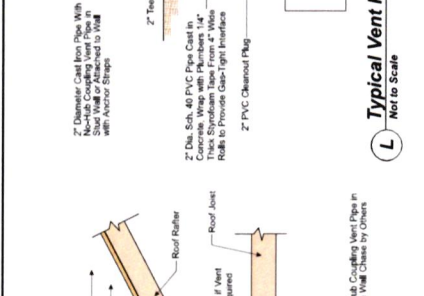 2" Diameter Cast Iron Pipe With
No-Hub Coupling Vent Pipe in
Stud Wall or Attached to Wall
with Anchor Straps
2" Tee
2" Dia. Sch. 40 PVC Pipe Cast in
Concrete, Wrap with Plumbers 1/4"
Thick Styrofoam Tape From 4" Wide
Rolls to Provide Gas-Tight Interface
2" PVC Cleanout Plug
L
Typical Vent
Not to Scale
Roof Rafter
Roof Joist
if Vent
quired
ub Coupling Vent Pipe in
Wall Chase by Others